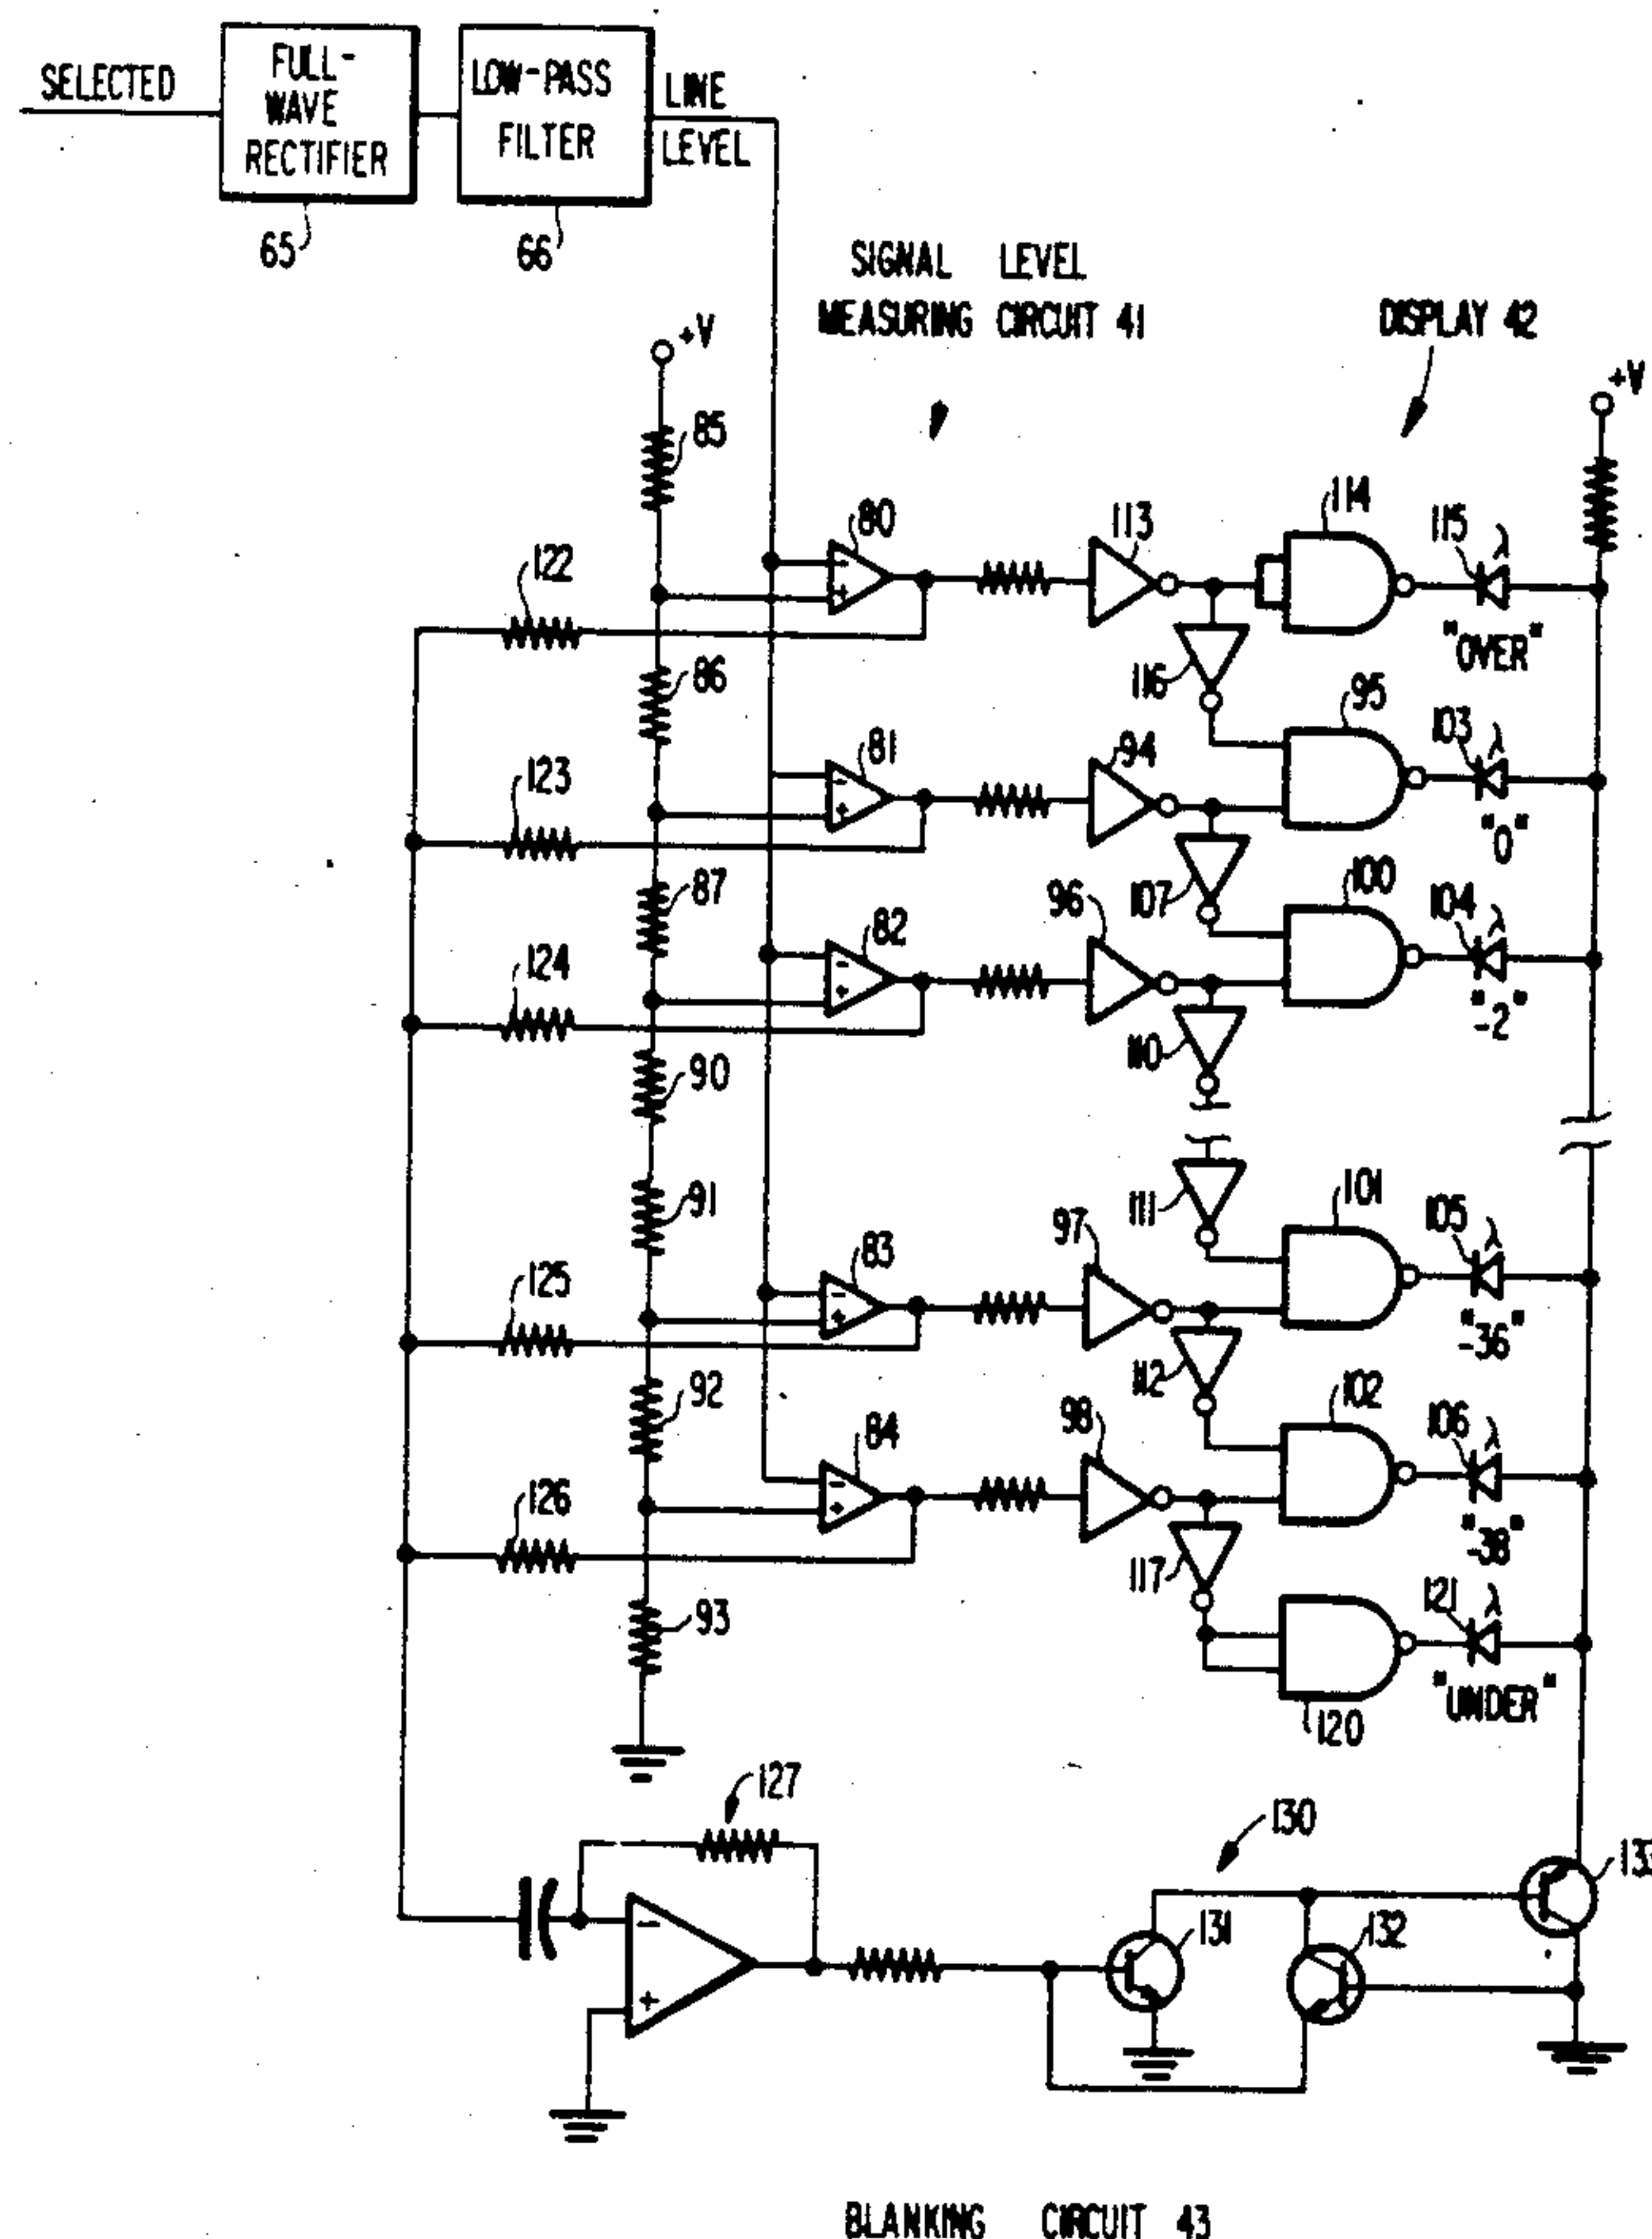 SELECTED
FULL-
WAVE
RECTIFIER
LOW-PASS
FILTER
LINE
LEVEL
65
66
SIGNAL LEVEL
MEASURING CIRCUIT 41
DISPLAY 42
+V
+V
85
80
113
114
115
λ
122
"OVER"
86
116
95
81
94
103
λ
123
"0"
87
107
100
96
104
λ
82
124
"-2"
110
90
91
111
101
97
105
λ
83
125
"-36"
112
102
92
98
106
λ
84
126
"-38"
117
93
121
λ
"UNDER"
120
127
130
131
132
BLANKING CIRCUIT 43